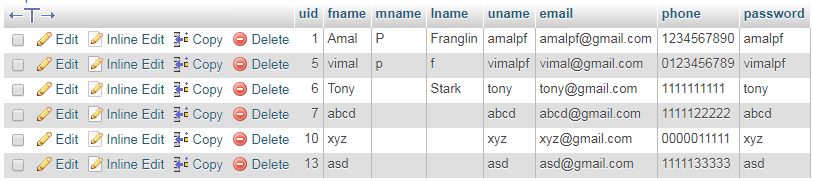 ←T→ uid fname mname lname uname email phone password
Edit Inline Edit Copy Delete 1 Amal P Franglin amalpf amalpf@gmail.com 1234567890 amalpf
Edit Inline Edit Copy Delete 5 vimal p f vimalpf vimal@gmail.com 0123456789 vimalpf
Edit Inline Edit Copy Delete 6 Tony Stark tony tony@gmail.com 1111111111 tony
Edit Inline Edit Copy Delete 7 abcd abcd abcd@gmail.com 1111122222 abcd
Edit Inline Edit Copy Delete 10 xyz xyz xyz@gmail.com 0000011111 xyz
Edit Inline Edit Copy Delete 13 asd asd asd@gmail.com 1111133333 asd